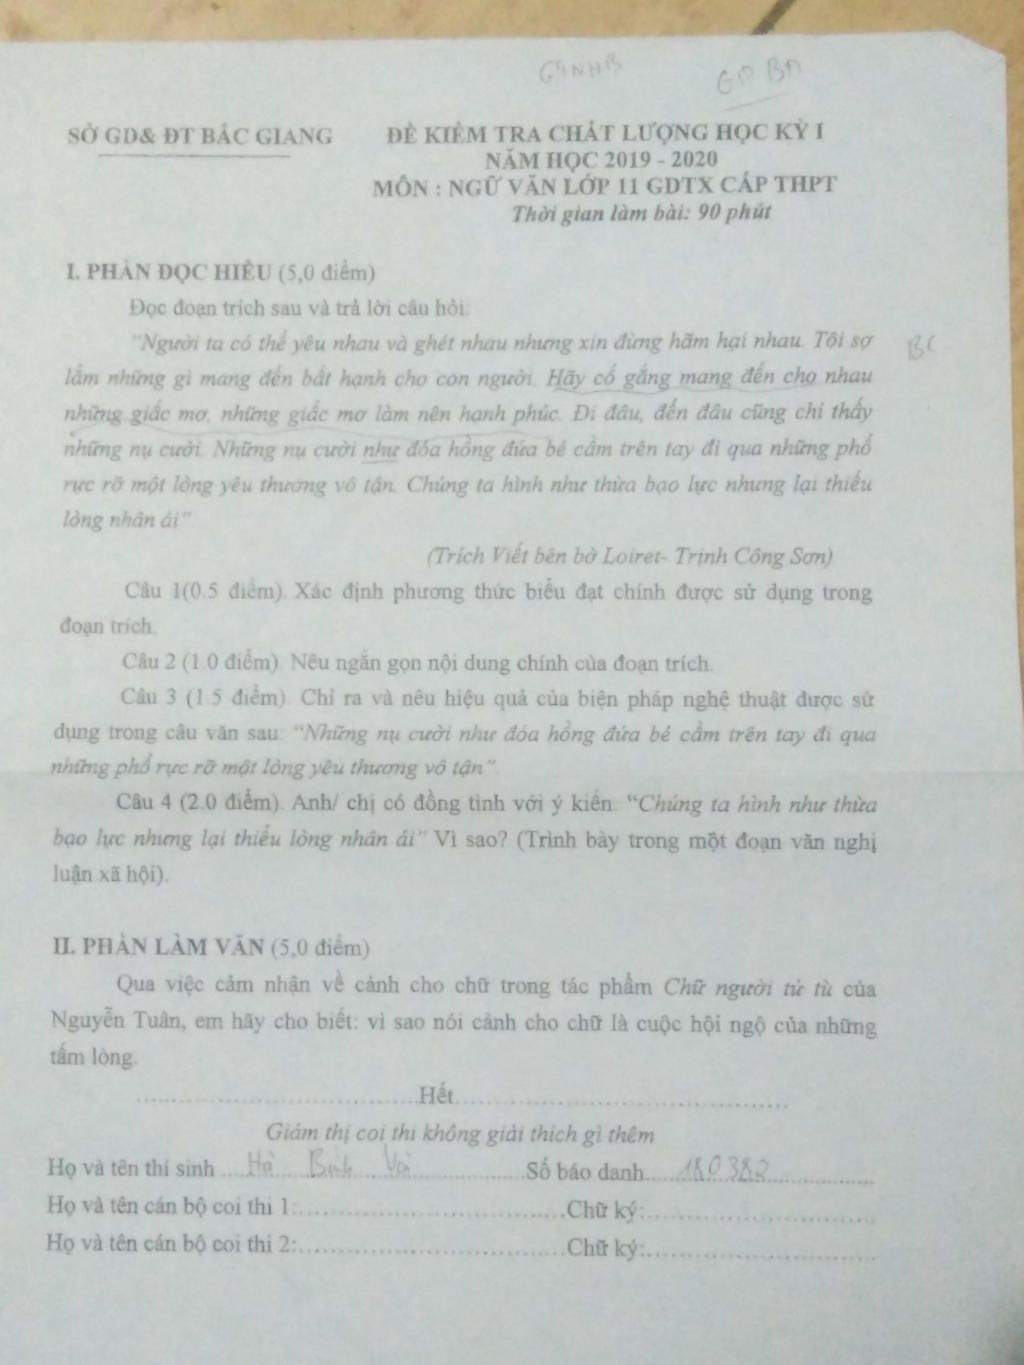 SỞ GD& ĐT BẮC GIANG
ĐỀ KIỂM TRA CHẤT LƯỢNG HỌC KỲ I
NĂM HỌC 2019 - 2020
MÔN : NGỮ VĂN LỚP 11 GDTX CẤP THPT
Thời gian làm bài: 90 phút
I. PHẦN ĐỌC HIỂU (5,0 điểm)
Đọc đoạn trích sau và trả lời câu hỏi:
"Người ta có thể yêu nhau và ghét nhau nhưng xin đừng hãm hại nhau. Tôi sợ
lắm những gì mang đến bất hạnh cho con người. Hãy cố gắng mang đến cho nhau
BC
những giấc mơ, những giấc mơ làm nên hạnh phúc. Đi đâu, đến đâu cũng chỉ thấy
những nụ cười. Những nụ cười như đóa hồng đứa bé cầm trên tay đi qua những phố
rực rỡ một lòng yêu thương vô tận. Chúng ta hình như thừa bạo lực nhưng lại thiếu
lòng nhân ái"
(Trích Viết bên bờ Loiret- Trịnh Công Sơn)
Câu 1(0.5 điểm). Xác định phương thức biểu đạt chính được sử dụng trong
đoạn trích.
Câu 2 (1.0 điểm). Nêu ngắn gọn nội dung chính của đoạn trích.
Câu 3 (1.5 điểm). Chỉ ra và nêu hiệu quả của biện pháp nghệ thuật được sử
dụng trong câu văn sau: "Những nụ cười như đóa hồng đứa bé cầm trên tay đi qua
những phố rực rỡ một lòng yêu thương vô tận".
Câu 4 (2.0 điểm). Anh/ chị có đồng tình với ý kiến: "Chúng ta hình như thừa
bạo lực nhưng lại thiếu lòng nhân ái" Vì sao? (Trình bày trong một đoạn văn nghị
luận xã hội).
II. PHẦN LÀM VĂN (5,0 điểm)
Qua việc cảm nhận về cảnh cho chữ trong tác phẩm Chữ người tử tù của
Nguyễn Tuân, em hãy cho biết: vì sao nói cảnh cho chữ là cuộc hội ngộ của những
tấm lòng.
..............................Hết..............................
Giám thị coi thi không giải thích gì thêm
Họ và tên thí sinh .... Hà ........ Số báo danh.... 180382 ........
Họ và tên cán bộ coi thi 1:..............................Chữ ký:..............................
Họ và tên cán bộ coi thi 2:..............................Chữ ký:..............................